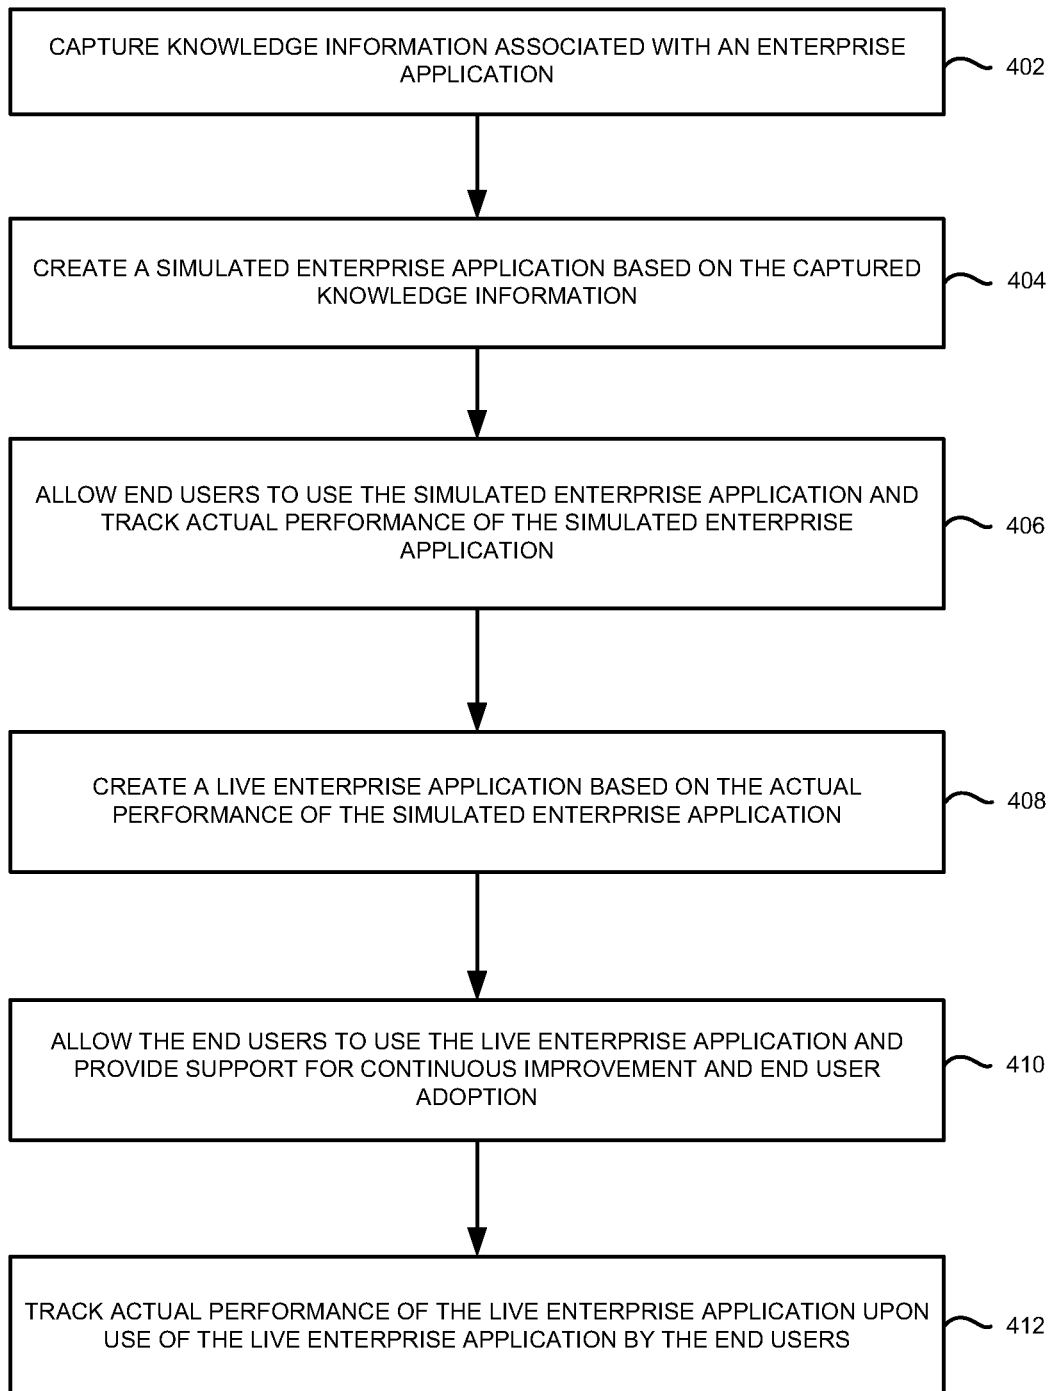 CAPTURE KNOWLEDGE INFORMATION ASSOCIATED WITH AN ENTERPRISE
APPLICATION
402
CREATE A SIMULATED ENTERPRISE APPLICATION BASED ON THE CAPTURED
KNOWLEDGE INFORMATION
404
ALLOW END USERS TO USE THE SIMULATED ENTERPRISE APPLICATION AND
TRACK ACTUAL PERFORMANCE OF THE SIMULATED ENTERPRISE
APPLICATION
406
CREATE A LIVE ENTERPRISE APPLICATION BASED ON THE ACTUAL
PERFORMANCE OF THE SIMULATED ENTERPRISE APPLICATION
408
ALLOW THE END USERS TO USE THE LIVE ENTERPRISE APPLICATION AND
PROVIDE SUPPORT FOR CONTINUOUS IMPROVEMENT AND END USER
ADOPTION
410
TRACK ACTUAL PERFORMANCE OF THE LIVE ENTERPRISE APPLICATION UPON
USE OF THE LIVE ENTERPRISE APPLICATION BY THE END USERS
412